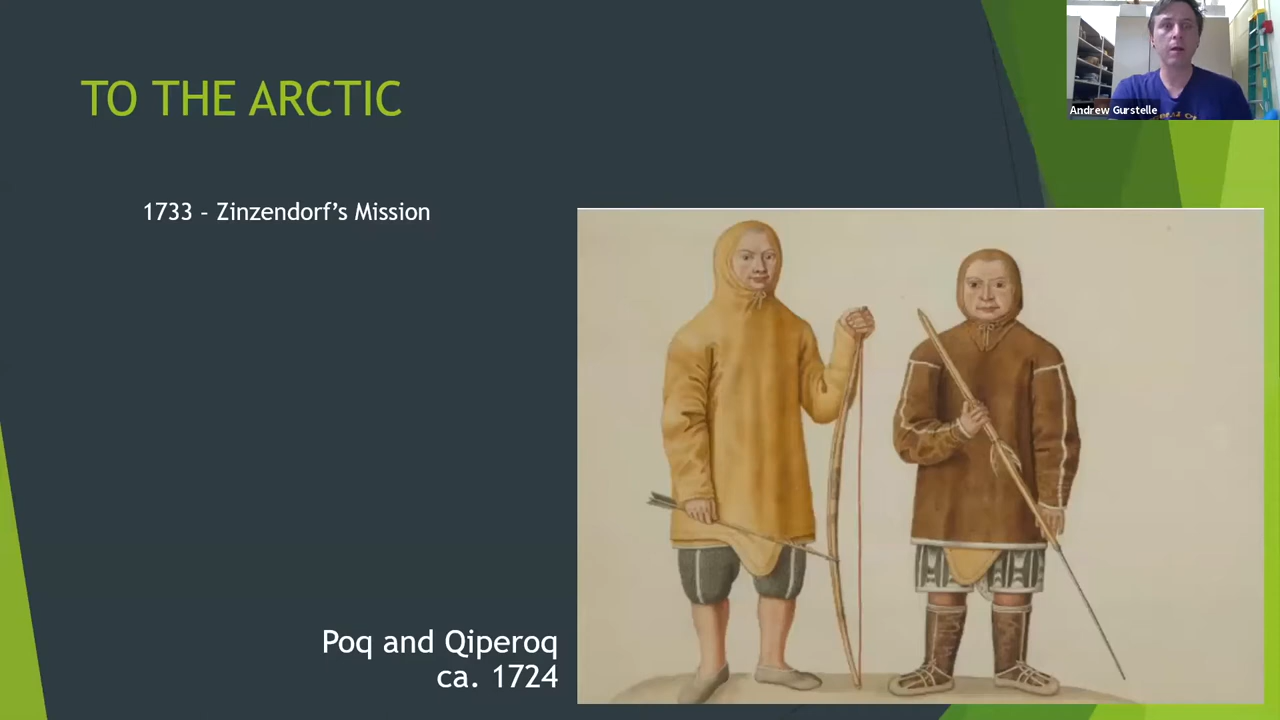 TO THE ARCTIC
1733 – Zinzendorf’s Mission
Poq and Qiperoq
ca. 1724
Andrew Gurstelle